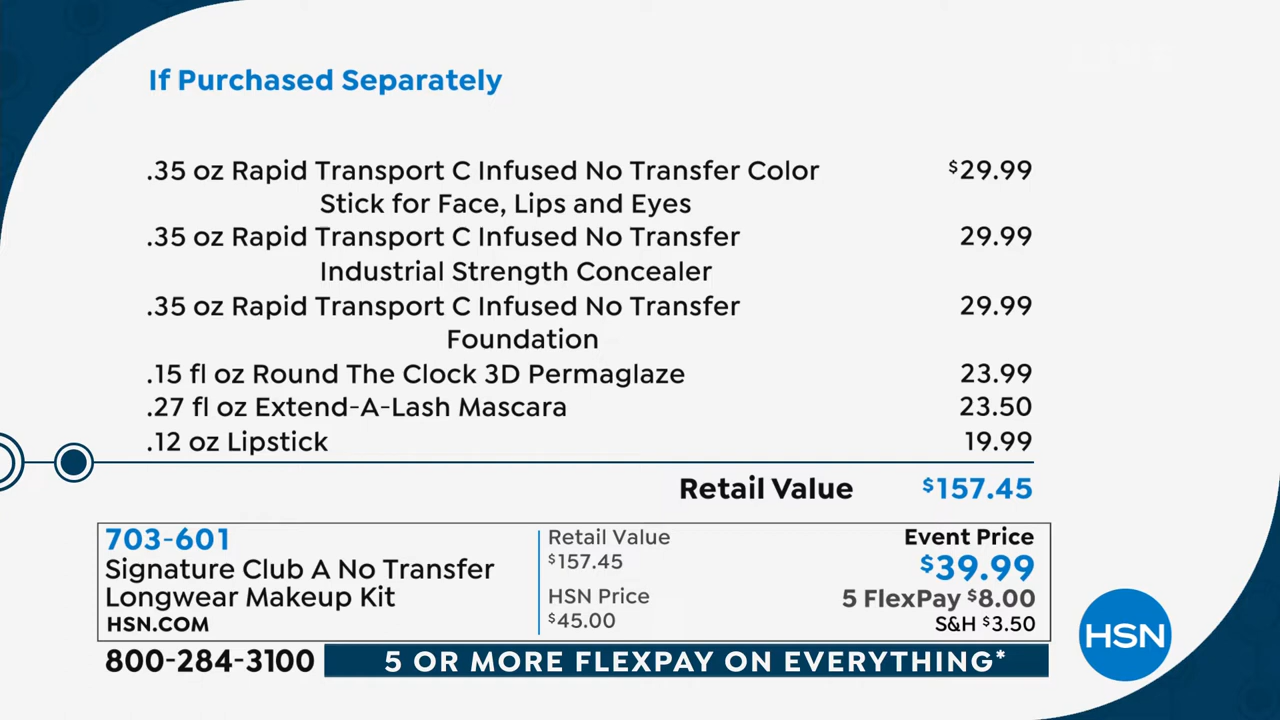 If Purchased Separately
.35 oz Rapid Transport C Infused No Transfer Color $29.99
Stick for Face, Lips and Eyes
.35 oz Rapid Transport C Infused No Transfer 29.99
Industrial Strength Concealer
.35 oz Rapid Transport C Infused No Transfer 29.99
Foundation
.15 fl oz Round The Clock 3D Permaglaze 23.99
.27 fl oz Extend-A-Lash Mascara 23.50
.12 oz Lipstick 19.99
Retail Value $157.45
703-601
Signature Club A No Transfer
Longwear Makeup Kit
HSN.COM
Retail Value
$157.45
HSN Price
$45.00
Event Price
$39.99
5 FlexPay $8.00
S&H $3.50
HSN
800-284-3100 5 OR MORE FLEXPAY ON EVERYTHING*